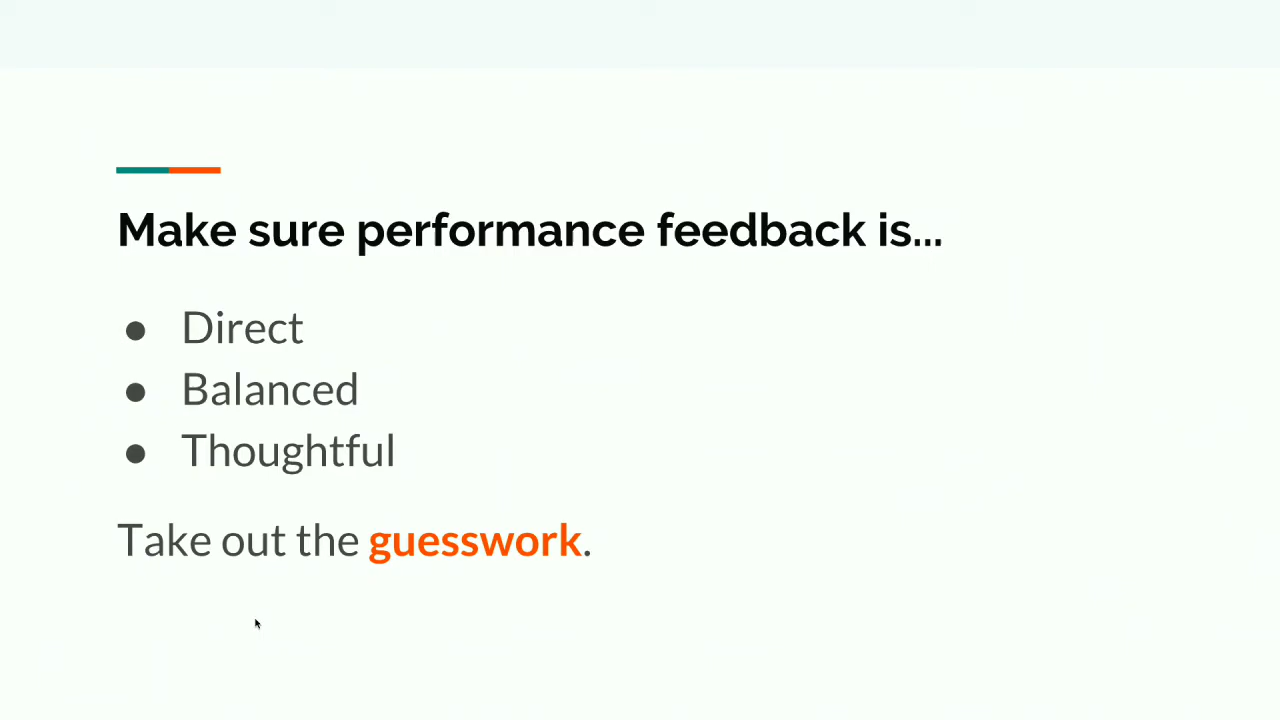 Make sure performance feedback is...
● Direct
● Balanced
● Thoughtful
Take out the guesswork.